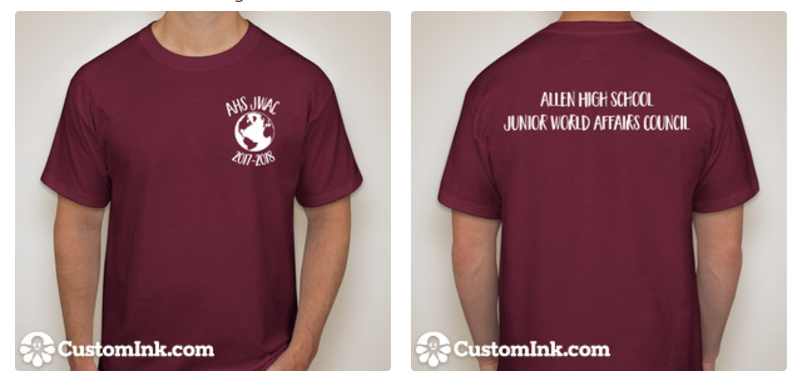 AHS JWAC
2017-2018
CustomInk.com
ALLEN HIGH SCHOOL
JUNIOR WORLD AFFAIRS COUNCIL
CustomInk.com